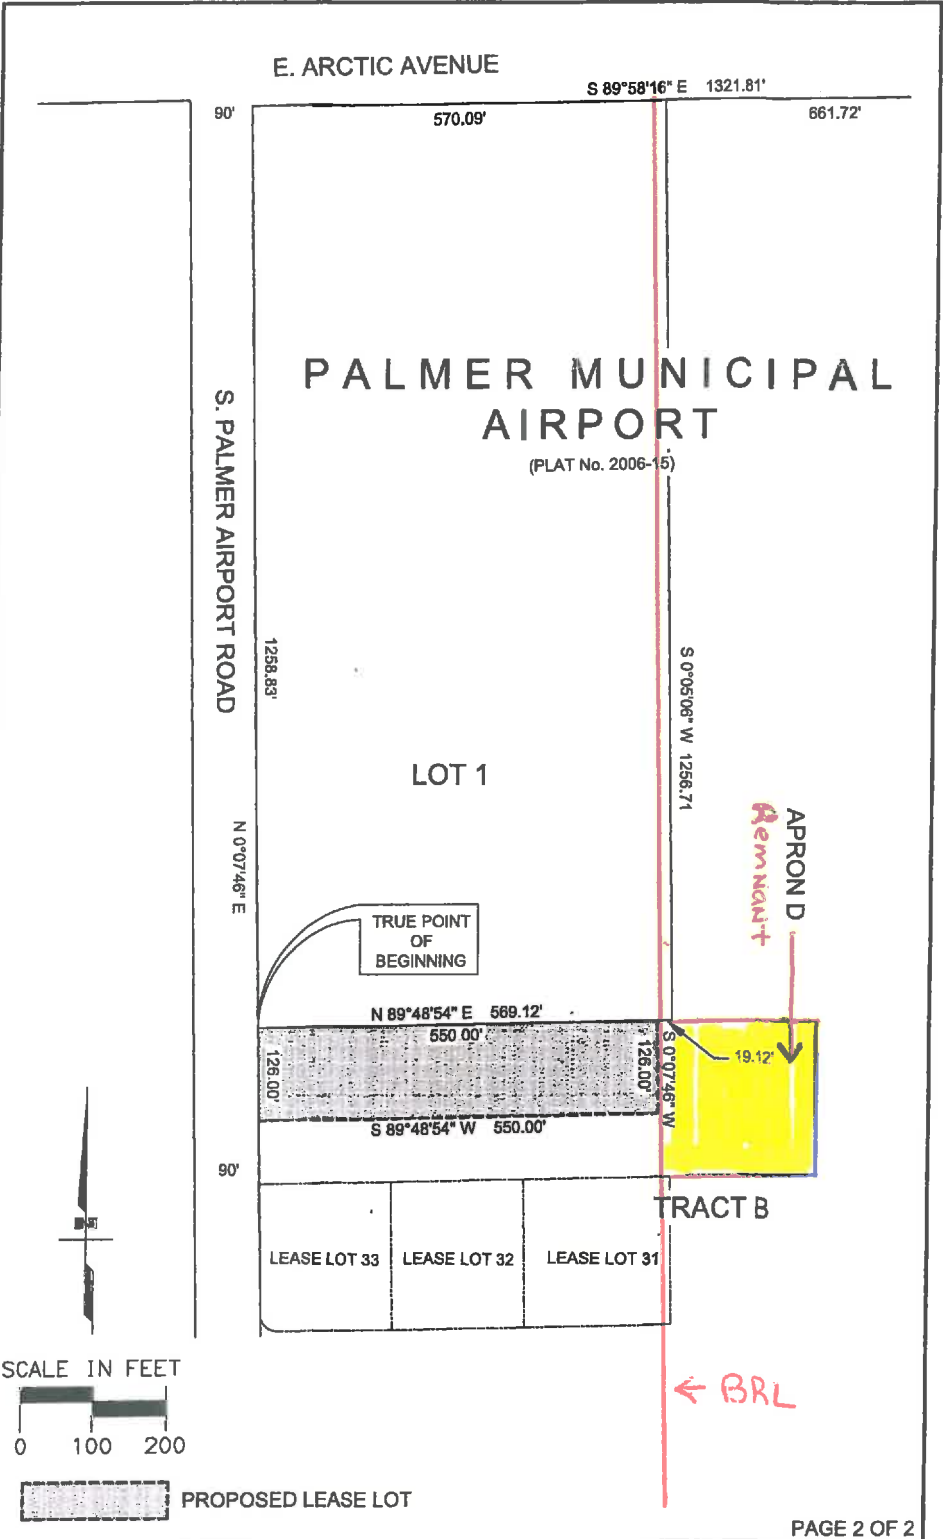 E. ARCTIC AVENUE
S 89°58'16" E 1321.81'
90'
570.09'
661.72'
PALMER MUNICIPAL
AIRPORT
(PLAT No. 2006-15)
S. PALMER AIRPORT ROAD
1258.83'
N 0°07'46" E
S 0°05'06" W 1256.71
LOT 1
APRON D
Remnant
TRUE POINT
OF
BEGINNING
N 89°48'54" E 569.12'
550.00'
126.00'
126.00'
S 0°07'46" W
19.12'
S 89°48'54" W 550.00'
90'
TRACT B
LEASE LOT 33
LEASE LOT 32
LEASE LOT 31
SCALE IN FEET
0 100 200
← BRL
PROPOSED LEASE LOT
PAGE 2 OF 2